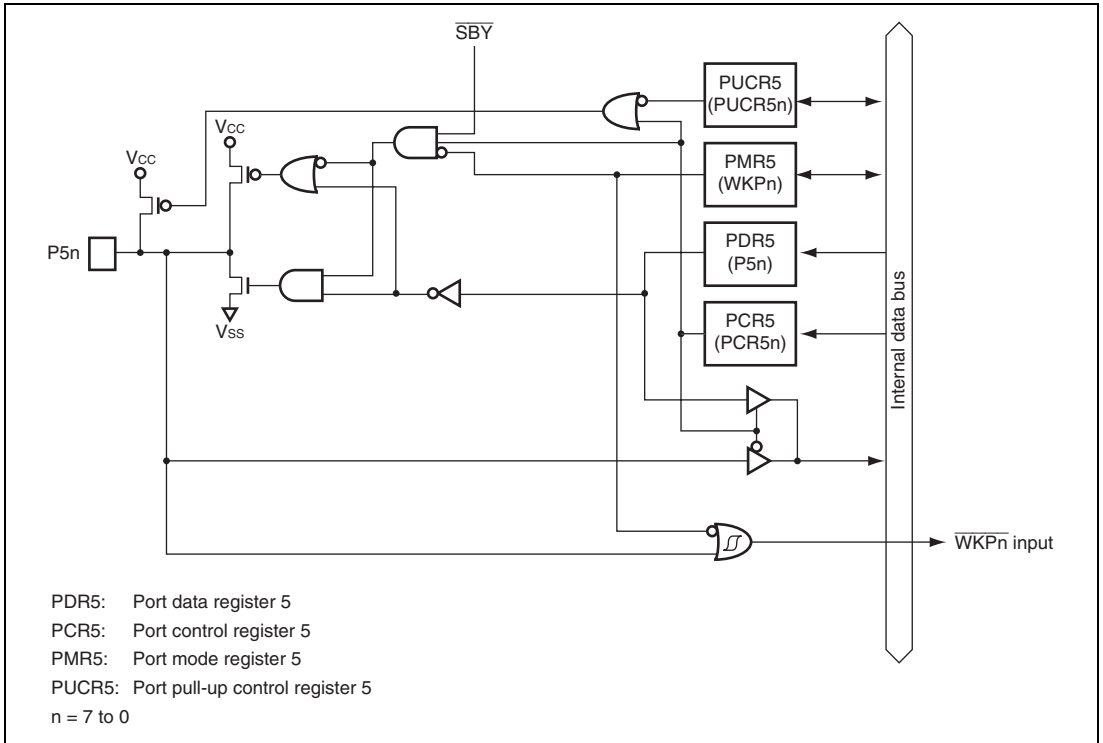 SBY
PUCR5
(PUCR5n)
VCC
VCC
PMR5
(WKPn)
P5n
PDR5
(P5n)
VSS
PCR5
(PCR5n)
Internal data bus
WKPn input
PDR5: Port data register 5
PCR5: Port control register 5
PMR5: Port mode register 5
PUCR5: Port pull-up control register 5
n = 7 to 0